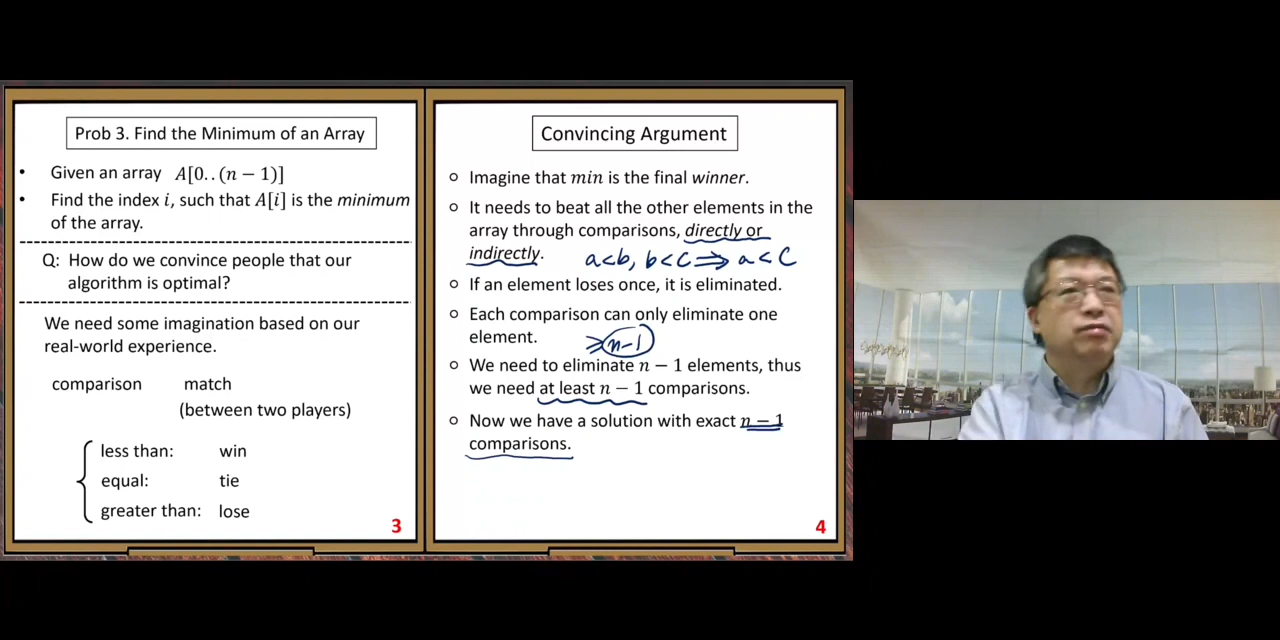 Prob 3. Find the Minimum of an Array
• Given an array A[0..(n − 1)]
• Find the index i, such that A[i] is the minimum
of the array.
Q: How do we convince people that our
algorithm is optimal?
We need some imagination based on our
real-world experience.
comparison match
(between two players)
less than: win
equal: tie
greater than: lose
3
Convincing Argument
○ Imagine that min is the final winner.
○ It needs to beat all the other elements in the
array through comparisons, directly or
indirectly. a<b, b<c ⇒ a<c
○ If an element loses once, it is eliminated.
○ Each comparison can only eliminate one
element. ≥ n-1
○ We need to eliminate n − 1 elements, thus
we need at least n − 1 comparisons.
○ Now we have a solution with exact n − 1
comparisons.
4